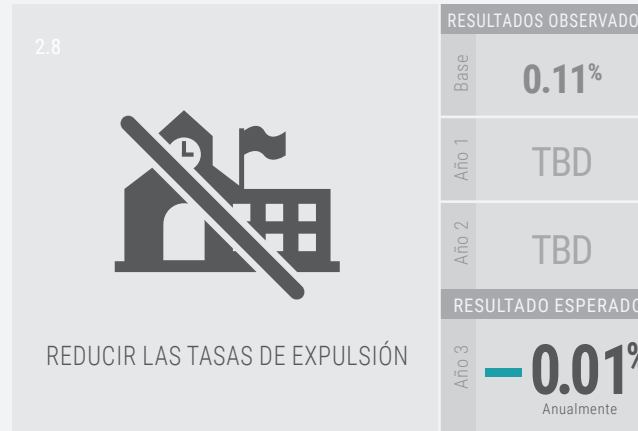 2.8
REDUCIR LAS TASAS DE EXPULSIÓN
RESULTADOS OBSERVADO
Base
0.11%
Año 1
TBD
Año 2
TBD
RESULTADO ESPERADO
Año 3
0.01%
Anualmente